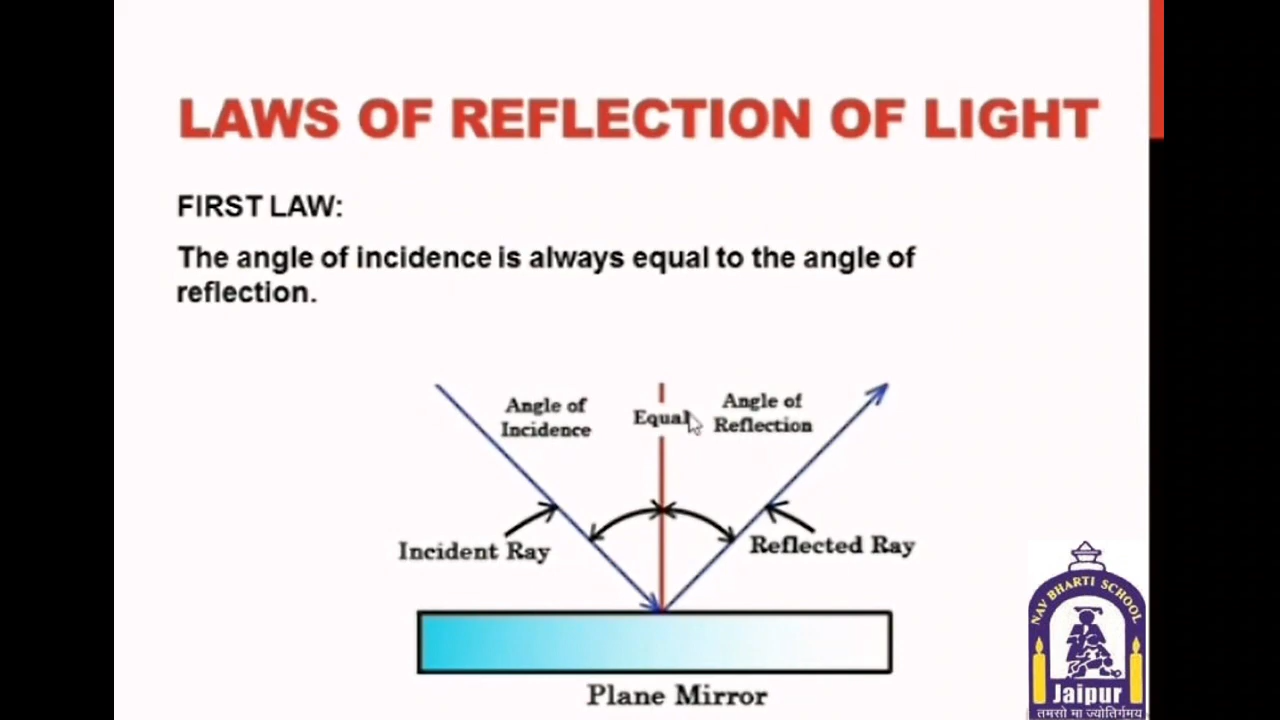 LAWS OF REFLECTION OF LIGHT
FIRST LAW:
The angle of incidence is always equal to the angle of
reflection.
Angle of
Incidence
Equal
Angle of
Reflection
Incident Ray
Reflected Ray
Plane Mirror
NAV BHARTI SCHOOL
Jaipur
तमसो मा ज्योतिर्गमय